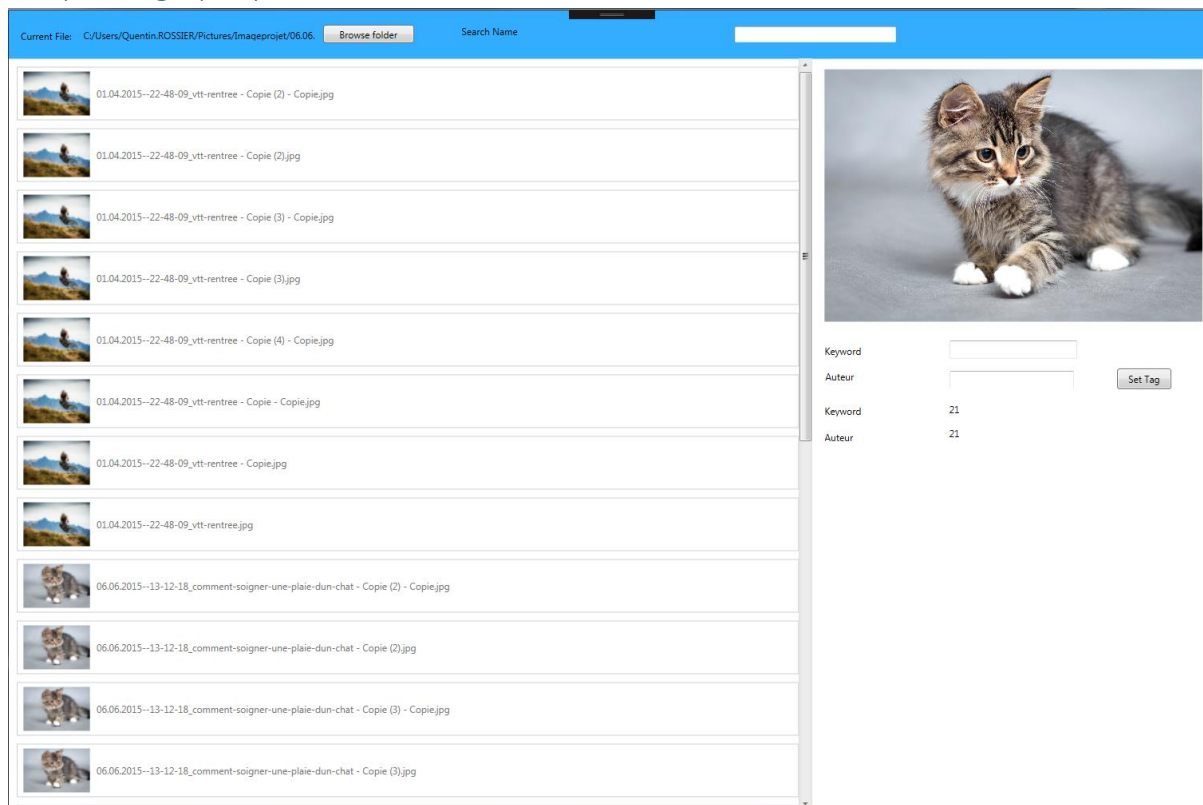 Current File: C:/Users/Quentin.ROSSIER/Pictures/Imageprojet/06.06. Browse folder Search Name
01.04.2015--22-48-09_vtt-rentree - Copie (2) - Copie.jpg
01.04.2015--22-48-09_vtt-rentree - Copie (2).jpg
01.04.2015--22-48-09_vtt-rentree - Copie (3) - Copie.jpg
01.04.2015--22-48-09_vtt-rentree - Copie (3).jpg
01.04.2015--22-48-09_vtt-rentree - Copie (4) - Copie.jpg
01.04.2015--22-48-09_vtt-rentree - Copie - Copie.jpg
01.04.2015--22-48-09_vtt-rentree - Copie.jpg
01.04.2015--22-48-09_vtt-rentree.jpg
06.06.2015--13-12-18_comment-soigner-une-plaie-dun-chat - Copie (2) - Copie.jpg
06.06.2015--13-12-18_comment-soigner-une-plaie-dun-chat - Copie (2).jpg
06.06.2015--13-12-18_comment-soigner-une-plaie-dun-chat - Copie (3) - Copie.jpg
06.06.2015--13-12-18_comment-soigner-une-plaie-dun-chat - Copie (3).jpg
Keyword
Auteur Set Tag
Keyword 21
Auteur 21